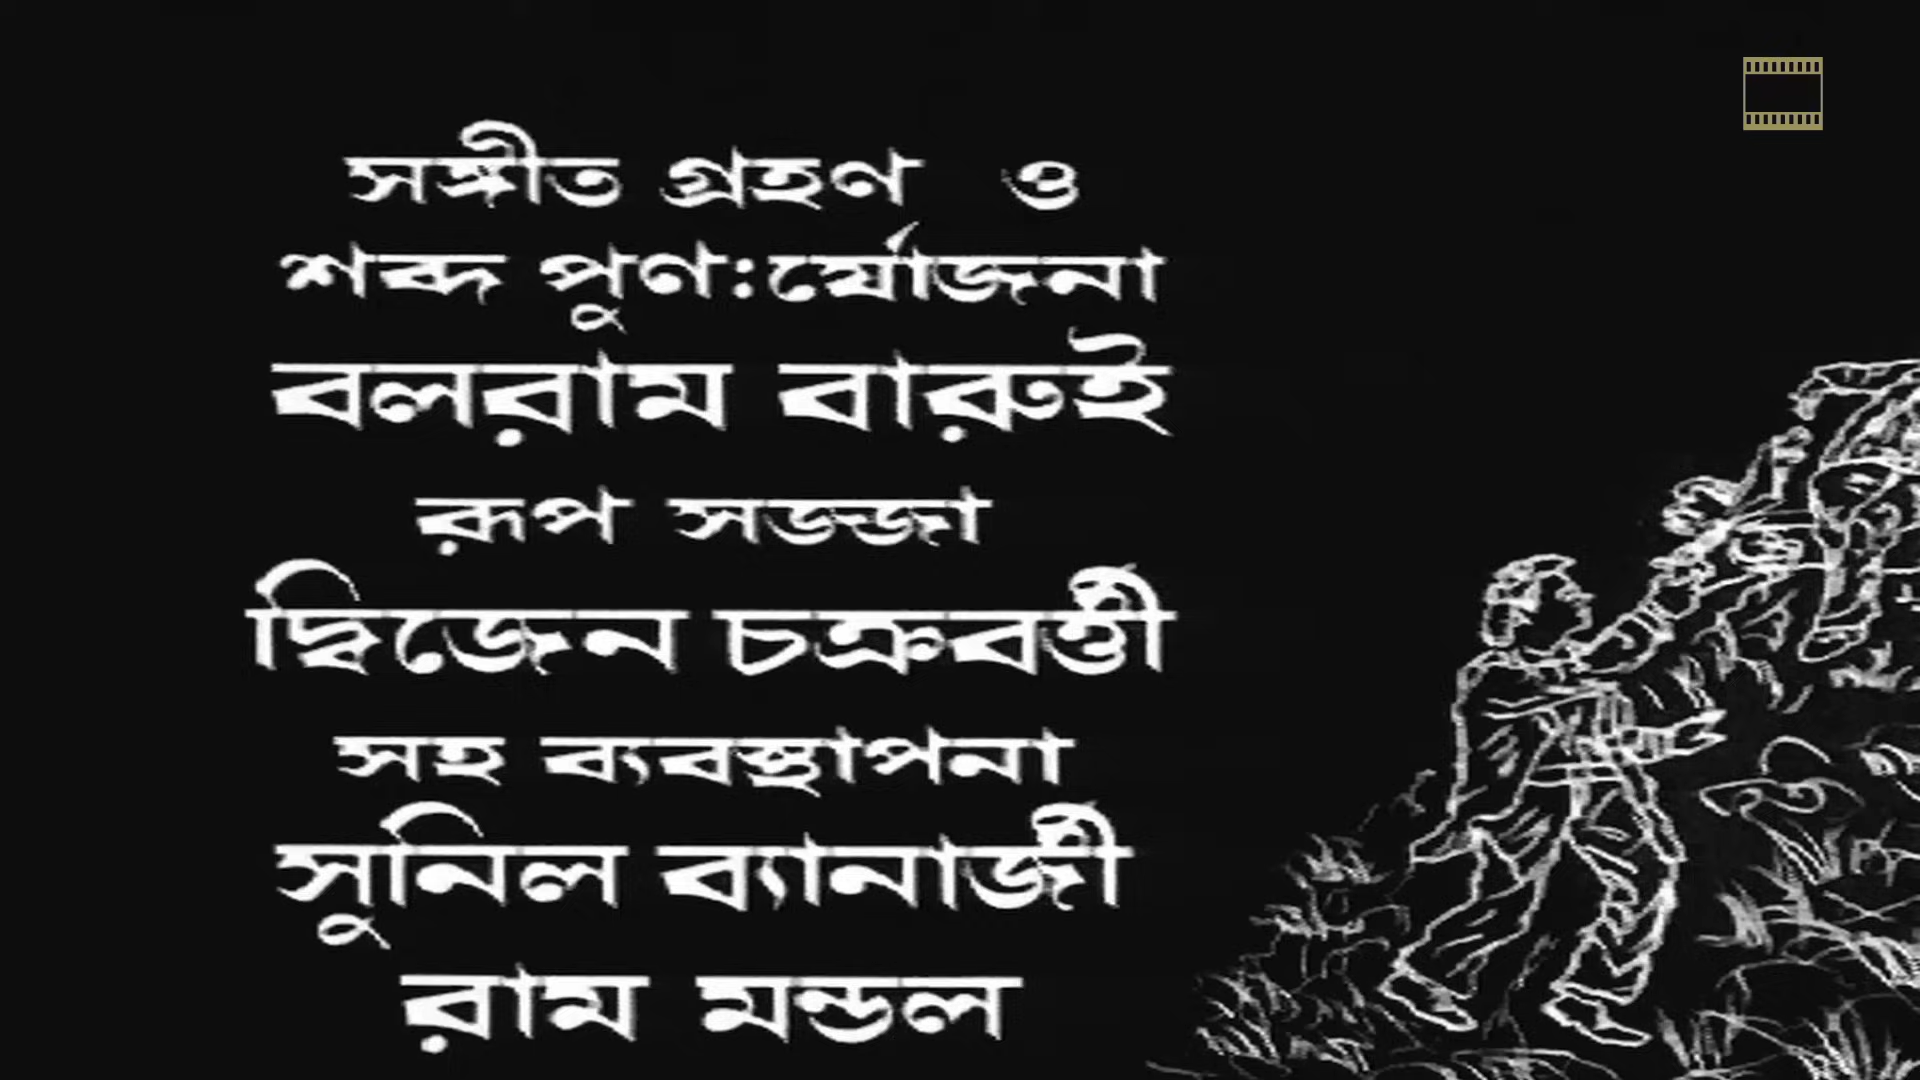 সঙ্গীত গ্রহণ ও
শব্দ পুণঃর্যোজনা
বলরাম বারুই
রূপ সজ্জা
দ্বিজেন চক্রবর্ত্তী
সহ ব্যবস্থাপনা
সুনিল ব্যানার্জী
রাম মন্ডল